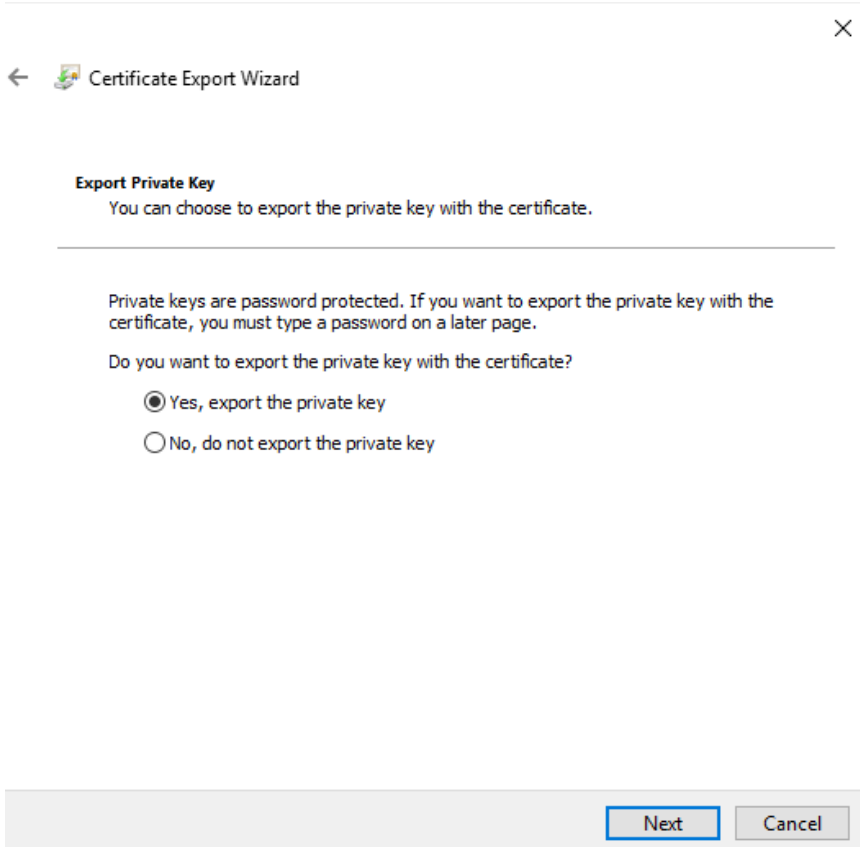 Certificate Export Wizard
Export Private Key
You can choose to export the private key with the certificate.
Private keys are password protected. If you want to export the private key with the
certificate, you must type a password on a later page.
Do you want to export the private key with the certificate?
Yes, export the private key
No, do not export the private key
Next
Cancel